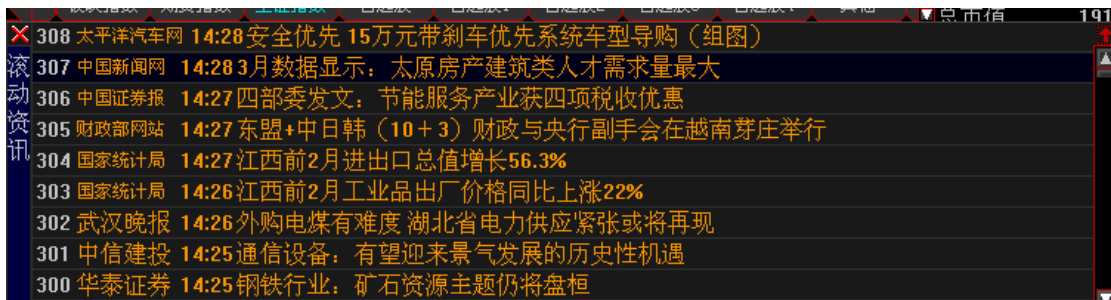 总市值 191
308 太平洋汽车网 14:28 安全优先 15万元带刹车优先系统车型导购（组图）
307 中国新闻网 14:28 3月数据显示：太原房产建筑类人才需求量最大
306 中国证券报 14:27 四部委发文：节能服务产业获四项税收优惠
305 财政部网站 14:27 东盟+中日韩（10＋3）财政与央行副手会在越南芽庄举行
304 国家统计局 14:27 江西前2月进出口总值增长56.3%
303 国家统计局 14:26 江西前2月工业品出厂价格同比上涨22%
302 武汉晚报 14:26 外购电煤有难度 湖北省电力供应紧张或将再现
301 中信建投 14:25 通信设备：有望迎来景气发展的历史性机遇
300 华泰证券 14:25 钢铁行业：矿石资源主题仍将盘桓
滚动资讯